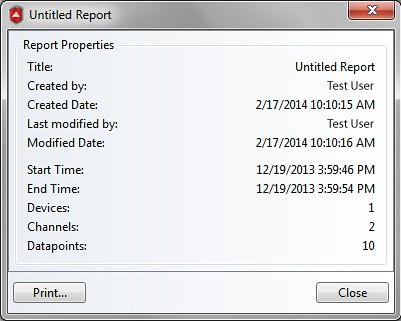 Untitled Report
Report Properties
Title: Untitled Report
Created by: Test User
Created Date: 2/17/2014 10:10:15 AM
Last modified by: Test User
Modified Date: 2/17/2014 10:10:16 AM
Start Time: 12/19/2013 3:59:46 PM
End Time: 12/19/2013 3:59:54 PM
Devices: 1
Channels: 2
Datapoints: 10
Print... Close